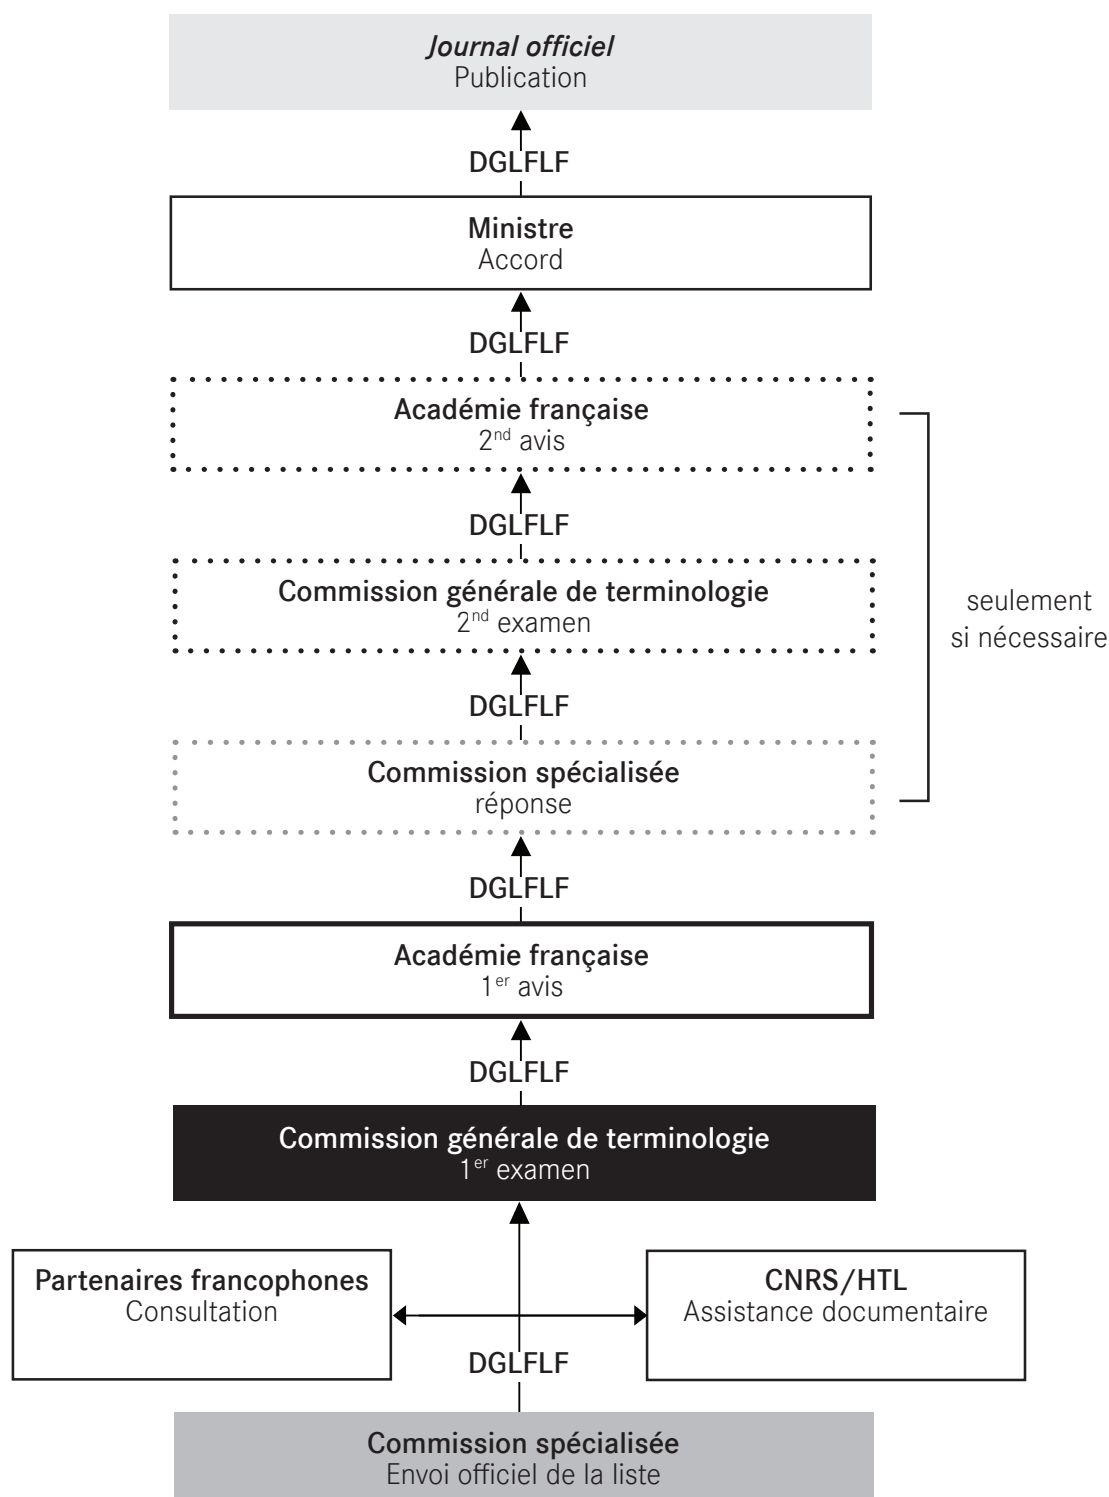 Journal officiel
Publication
DGLFLF
Ministre
Accord
DGLFLF
Académie française
2nd avis
DGLFLF
Commission générale de terminologie
2nd examen
seulement
si nécessaire
DGLFLF
Commission spécialisée
réponse
DGLFLF
Académie française
1er avis
DGLFLF
Commission générale de terminologie
1er examen
Partenaires francophones
Consultation
CNRS/HTL
Assistance documentaire
DGLFLF
Commission spécialisée
Envoi officiel de la liste